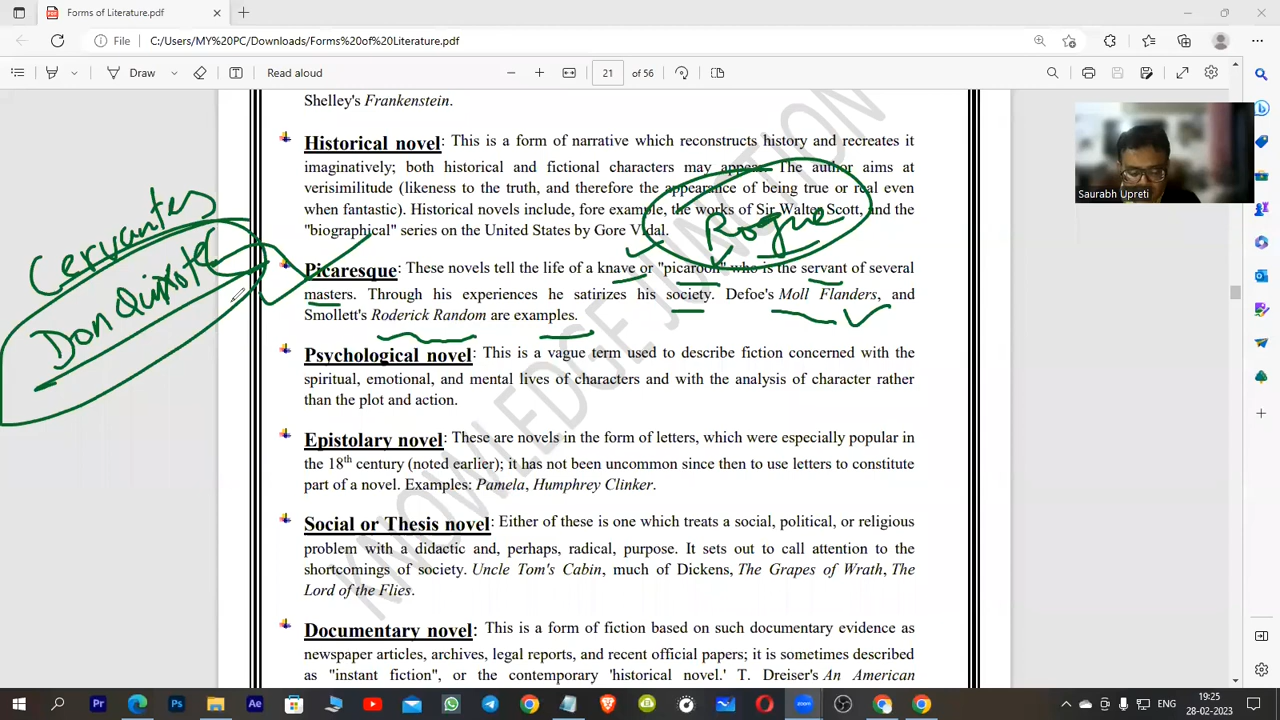 Forms of Literature.pdf
File C:/Users/MY%20PC/Downloads/Forms%20of%20Literature.pdf
Draw Read aloud 21 of 56
Shelley's Frankenstein.
Historical novel: This is a form of narrative which reconstructs history and recreates it
imaginatively; both historical and fictional characters may appear. The author aims at
verisimilitude (likeness to the truth, and therefore the appearance of being true or real even
when fantastic). Historical novels include, fore example, the works of Sir Walter Scott, and the
"biographical" series on the United States by Gore Vidal.
Rogue
Cervantes
Don Quixote
Picaresque: These novels tell the life of a knave or "picaroon" who is the servant of several
masters. Through his experiences he satirizes his society. Defoe's Moll Flanders, and
Smollett's Roderick Random are examples.
Psychological novel: This is a vague term used to describe fiction concerned with the
spiritual, emotional, and mental lives of characters and with the analysis of character rather
than the plot and action.
Epistolary novel: These are novels in the form of letters, which were especially popular in
the 18th century (noted earlier); it has not been uncommon since then to use letters to constitute
part of a novel. Examples: Pamela, Humphrey Clinker.
Social or Thesis novel: Either of these is one which treats a social, political, or religious
problem with a didactic and, perhaps, radical, purpose. It sets out to call attention to the
shortcomings of society. Uncle Tom's Cabin, much of Dickens, The Grapes of Wrath, The
Lord of the Flies.
Documentary novel: This is a form of fiction based on such documentary evidence as
newspaper articles, archives, legal reports, and recent official papers; it is sometimes described
as "instant fiction", or the contemporary 'historical novel.' T. Dreiser's An American
KNOWLEDGE JUNCTION
Saurabh Upreti
ENG
19:25
28-02-2023